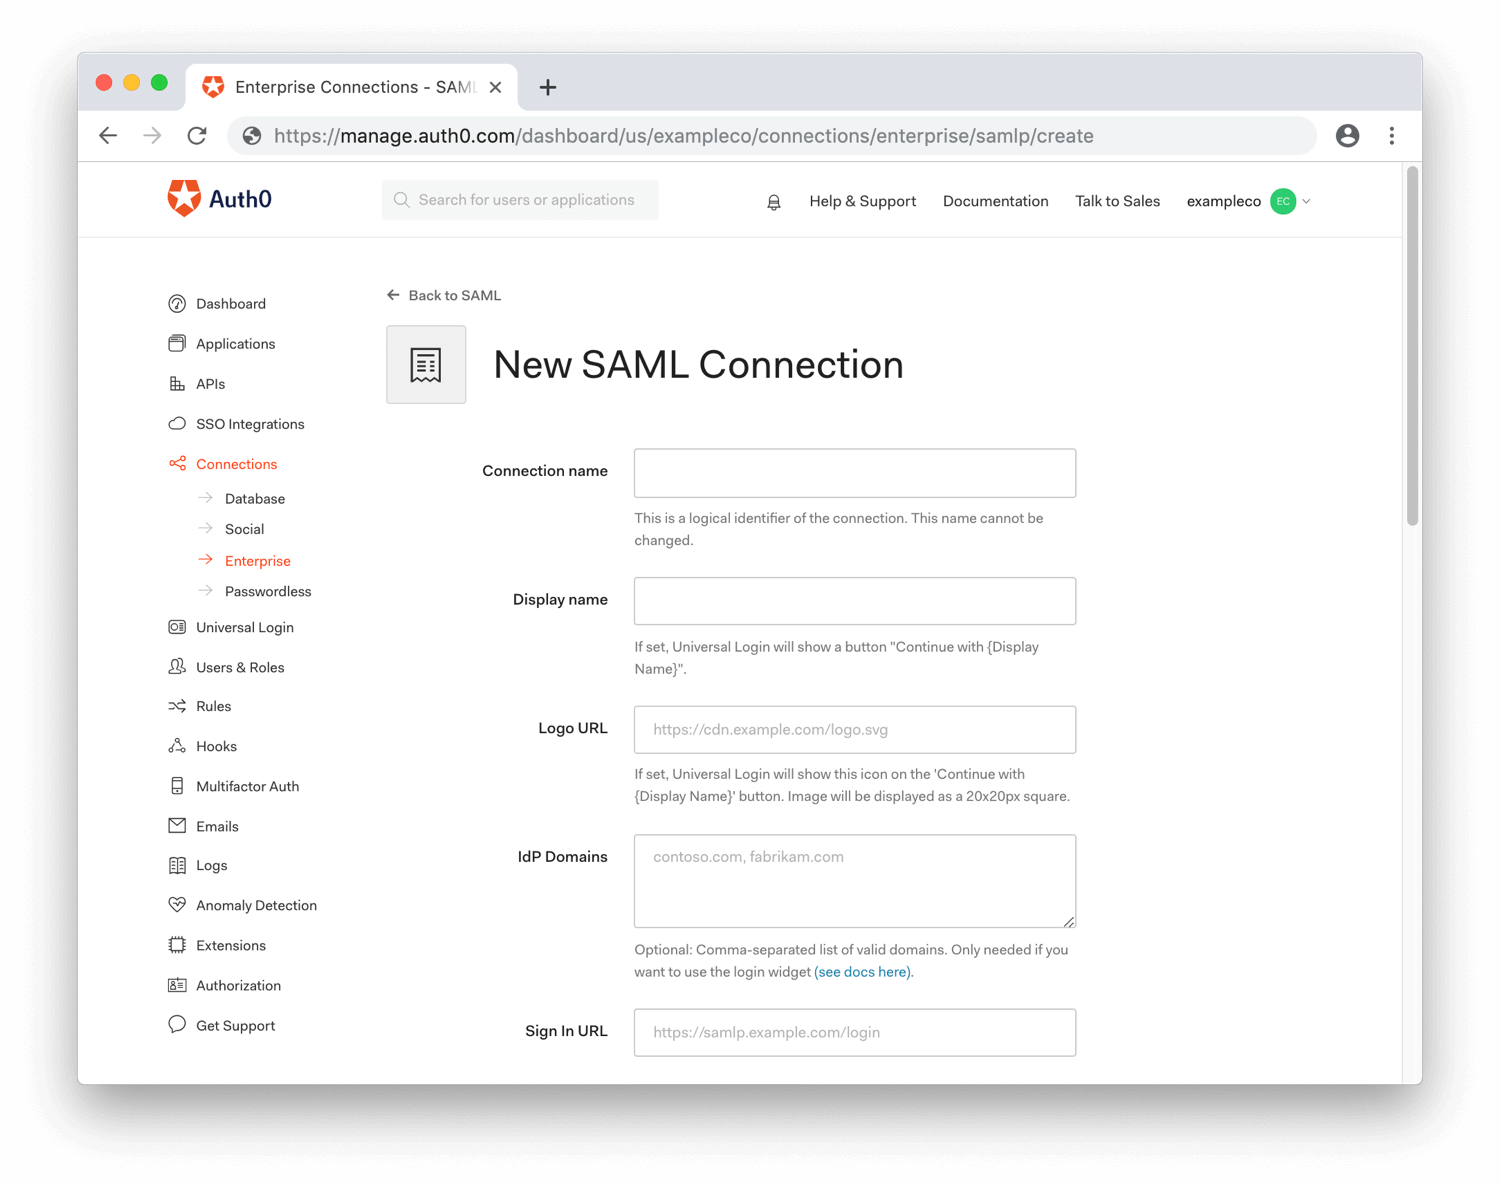 Enterprise Connections - SAML
https://manage.auth0.com/dashboard/us/exampleco/connections/enterprise/samlp/create
Auth0
Search for users or applications
Help & Support
Documentation
Talk to Sales
exampleco
EC
Dashboard
Applications
APIs
SSO Integrations
Connections
Database
Social
Enterprise
Passwordless
Universal Login
Users & Roles
Rules
Hooks
Multifactor Auth
Emails
Logs
Anomaly Detection
Extensions
Authorization
Get Support
Back to SAML
New SAML Connection
Connection name
This is a logical identifier of the connection. This name cannot be
changed.
Display name
If set, Universal Login will show a button "Continue with {Display
Name}".
Logo URL
https://cdn.example.com/logo.svg
If set, Universal Login will show this icon on the 'Continue with
{Display Name}' button. Image will be displayed as a 20x20px square.
IdP Domains
contoso.com, fabrikam.com
Optional: Comma-separated list of valid domains. Only needed if you
want to use the login widget (see docs here).
Sign In URL
https://samlp.example.com/login